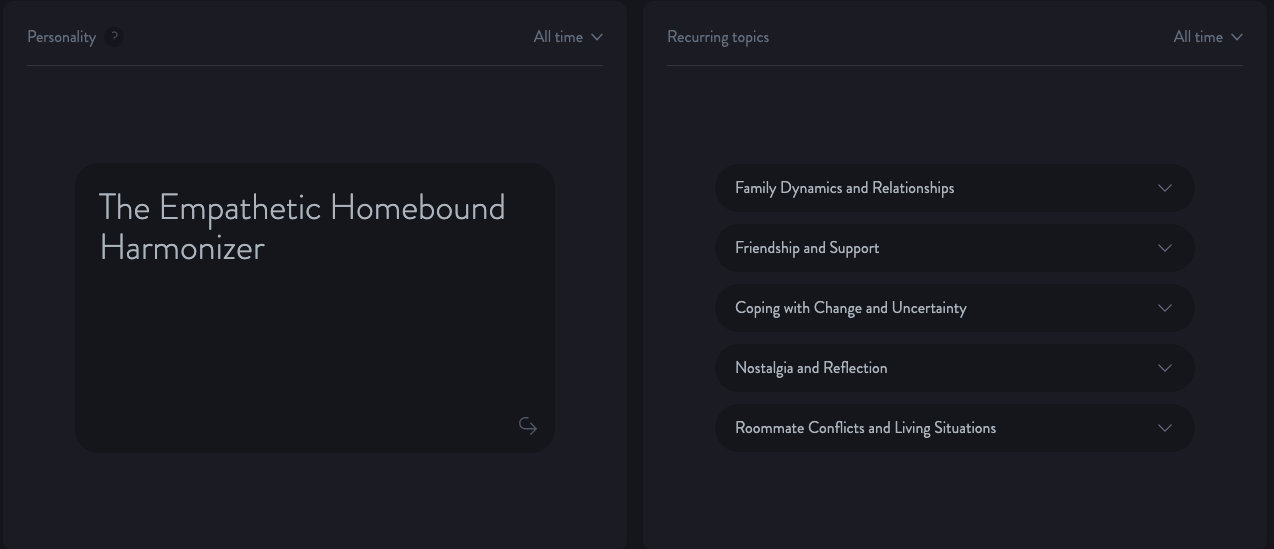 Personality ?
All time
The Empathetic Homebound
Harmonizer
Recurring topics
All time
Family Dynamics and Relationships
Friendship and Support
Coping with Change and Uncertainty
Nostalgia and Reflection
Roommate Conflicts and Living Situations